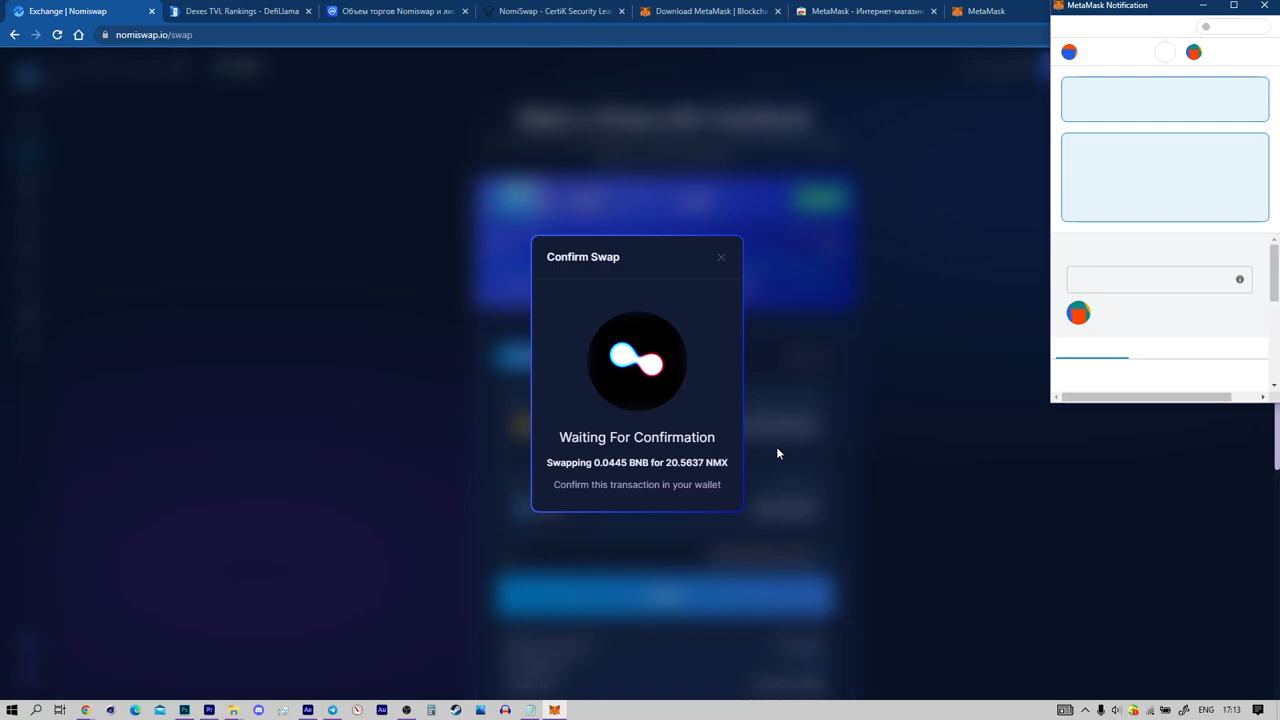 Exchange | Nomiswap
Dexes TVL Rankings - DefiLlama
Объем торгов Nomiswap и лис
NomiSwap - CertiK Security Lea
Download MetaMask | Blockcha
MetaMask - Интернет-магазин
MetaMask
MetaMask Notification
nomiswap.io/swap
Confirm Swap
Waiting For Confirmation
Swapping 0.0445 BNB for 20.5637 NMX
Confirm this transaction in your wallet
ENG
17:13